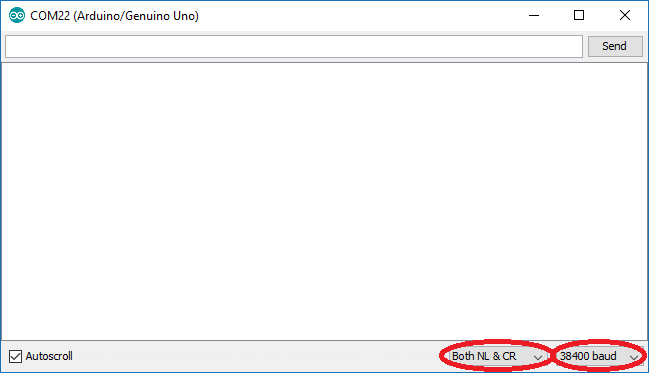 COM22 (Arduino/Genuino Uno)
Send
Autoscroll
Both NL & CR
38400 baud